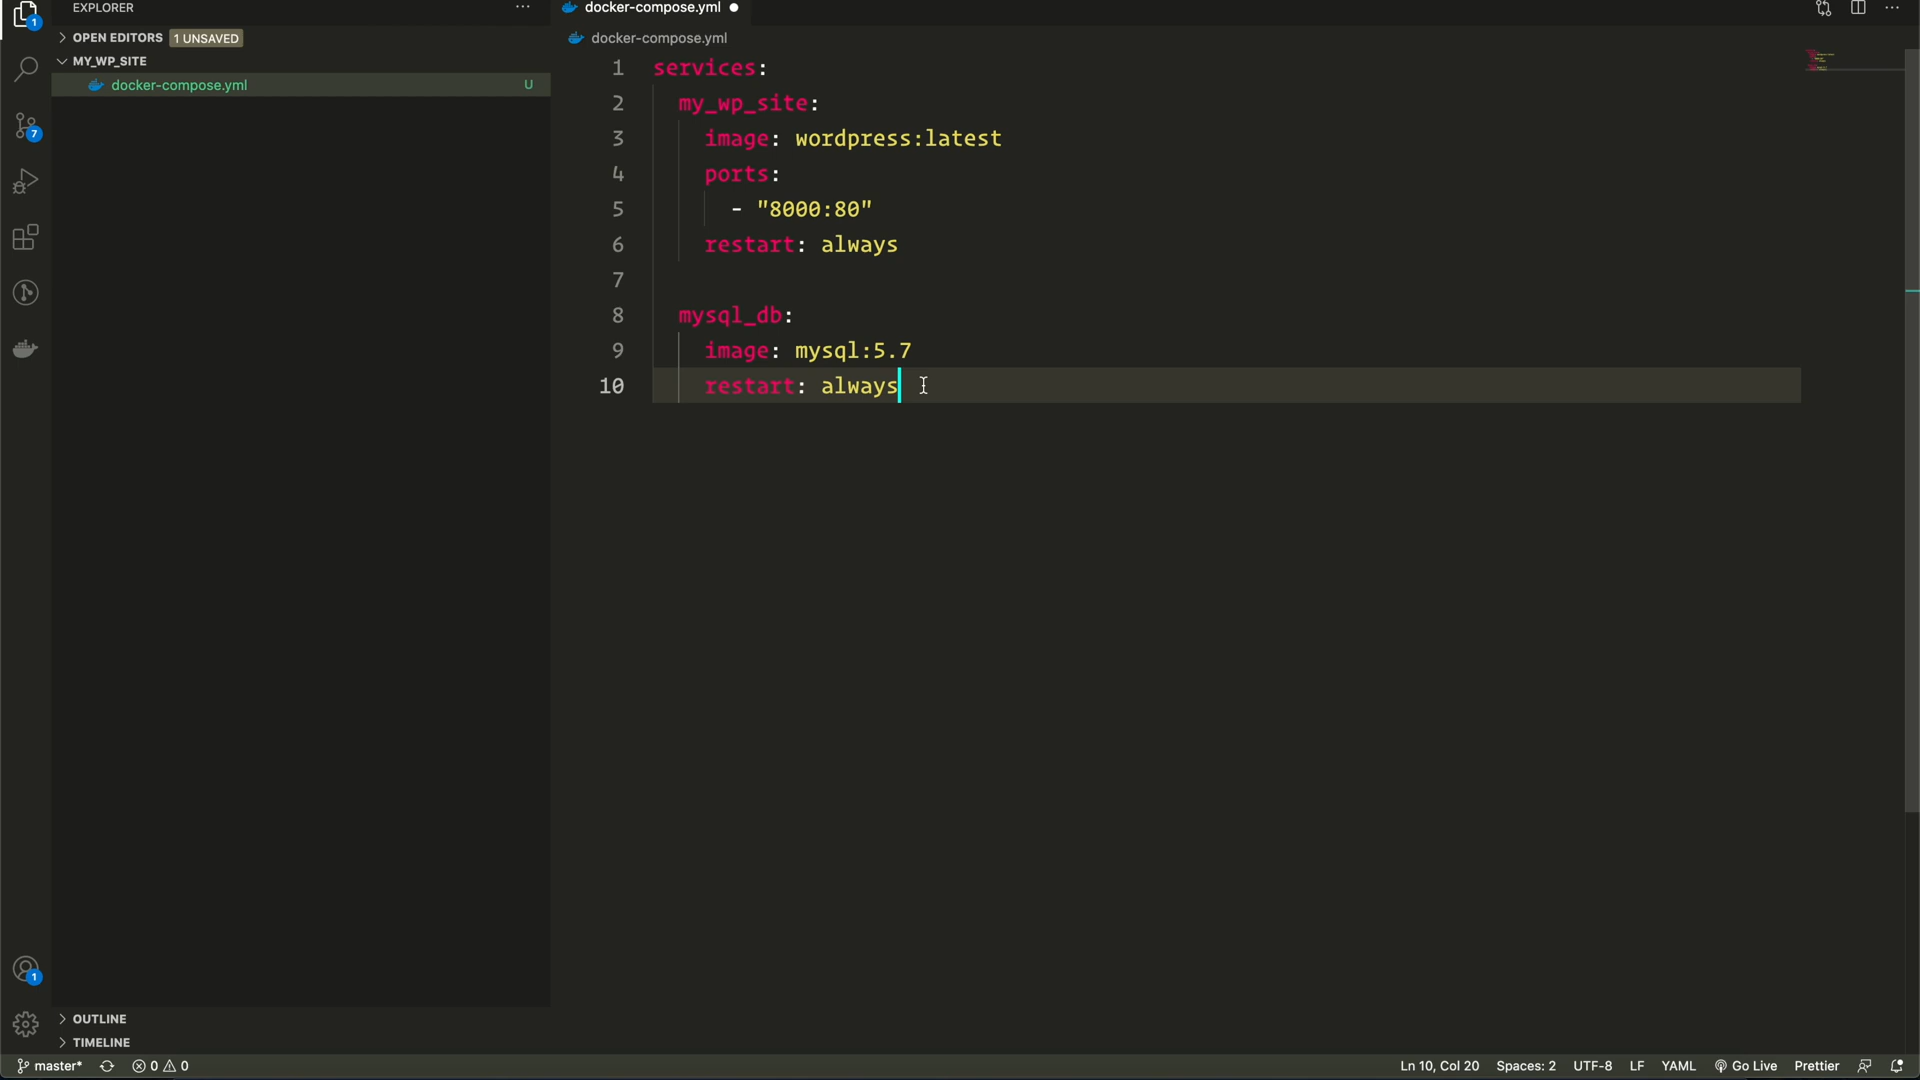 EXPLORER
docker-compose.yml
1
OPEN EDITORS 1 UNSAVED
docker-compose.yml
MY_WP_SITE
docker-compose.yml U
7
1 services:
2 my_wp_site:
3 image: wordpress:latest
4 ports:
5 - "8000:80"
6 restart: always
7
8 mysql_db:
9 image: mysql:5.7
10 restart: always
1
OUTLINE
TIMELINE
master* 0 0 Ln 10, Col 20 Spaces: 2 UTF-8 LF YAML Go Live Prettier